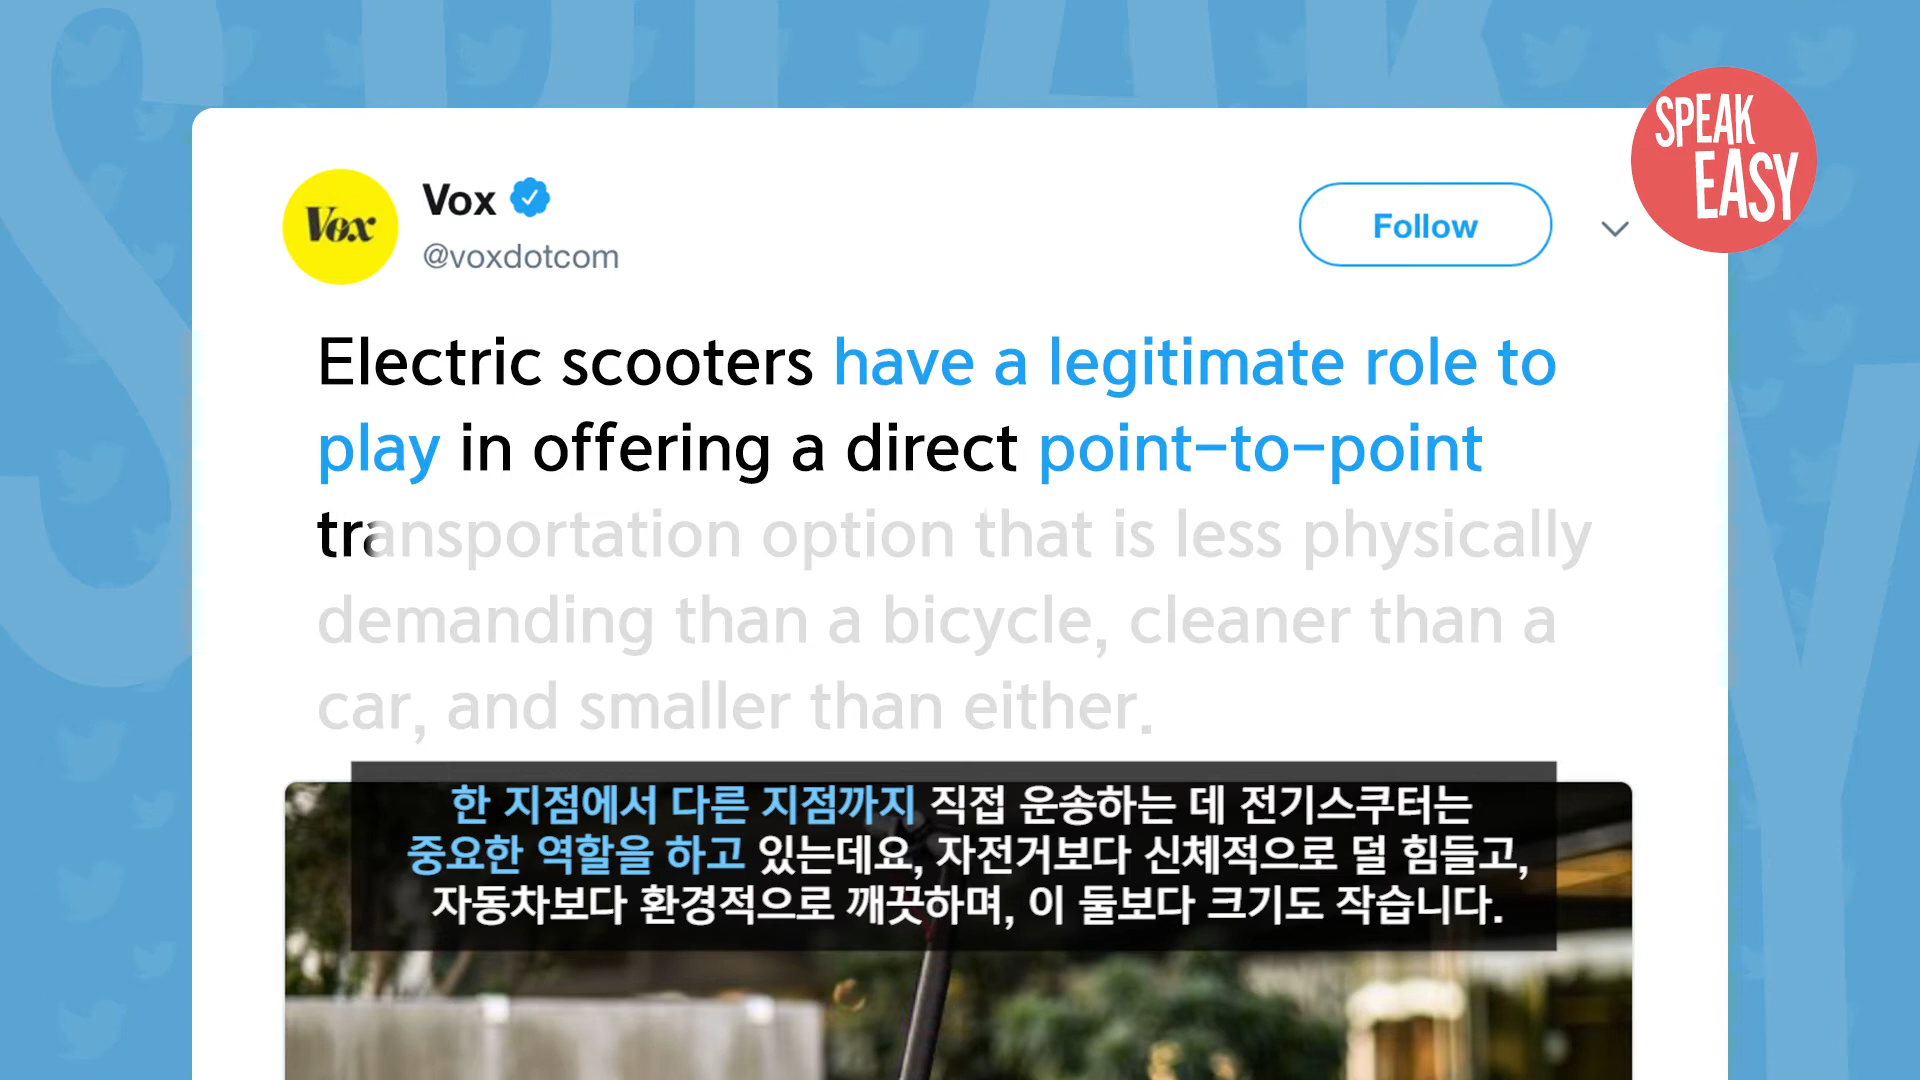 SPEAK
EASY
Vox
Vox
@voxdotcom
Follow
Electric scooters have a legitimate role to
play in offering a direct point-to-point
transportation option that is less physically
demanding than a bicycle, cleaner than a
car, and smaller than either.
한 지점에서 다른 지점까지 직접 운송하는 데 전기스쿠터는
중요한 역할을 하고 있는데요, 자전거보다 신체적으로 덜 힘들고,
자동차보다 환경적으로 깨끗하며, 이 둘보다 크기도 작습니다.